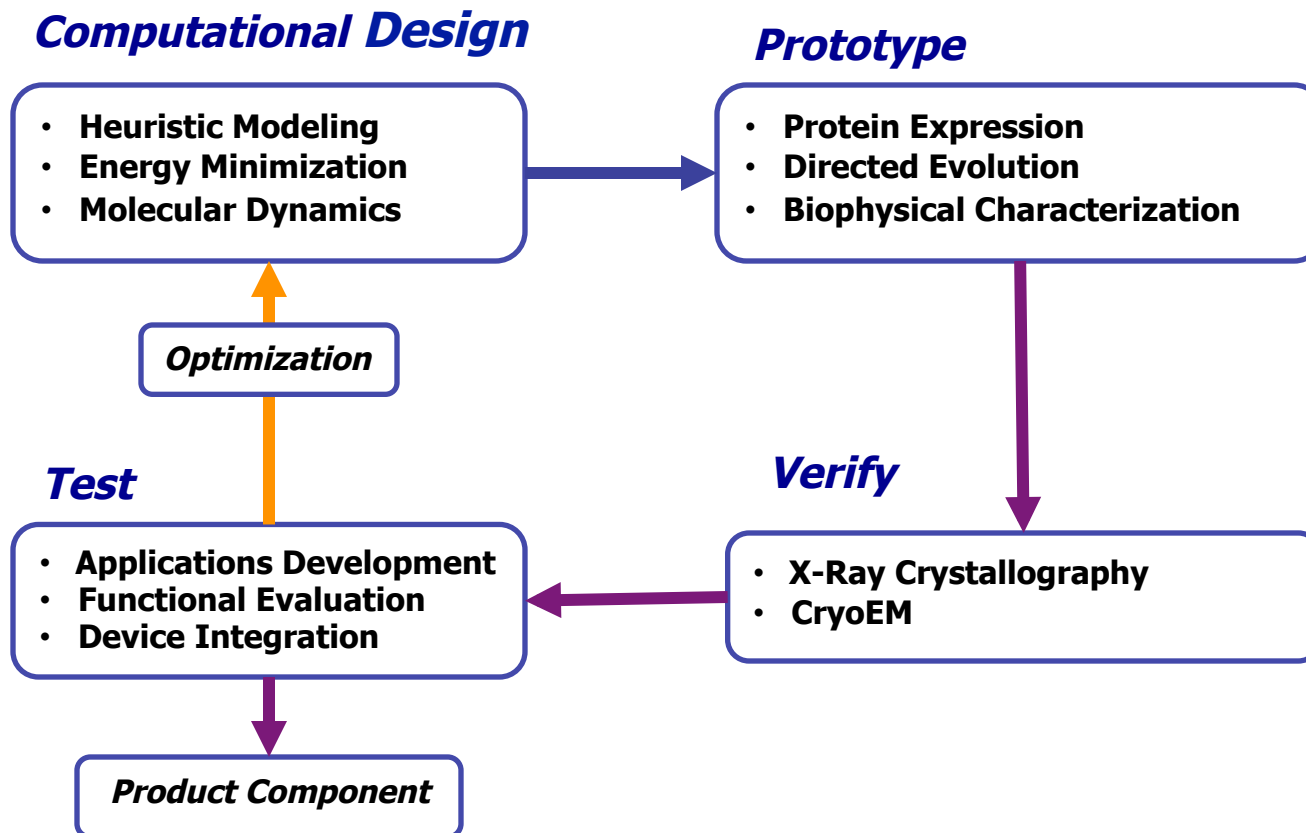 Computational Design
• Heuristic Modeling
• Energy Minimization
• Molecular Dynamics
Prototype
• Protein Expression
• Directed Evolution
• Biophysical Characterization
Optimization
Test
• Applications Development
• Functional Evaluation
• Device Integration
Verify
• X-Ray Crystallography
• CryoEM
Product Component